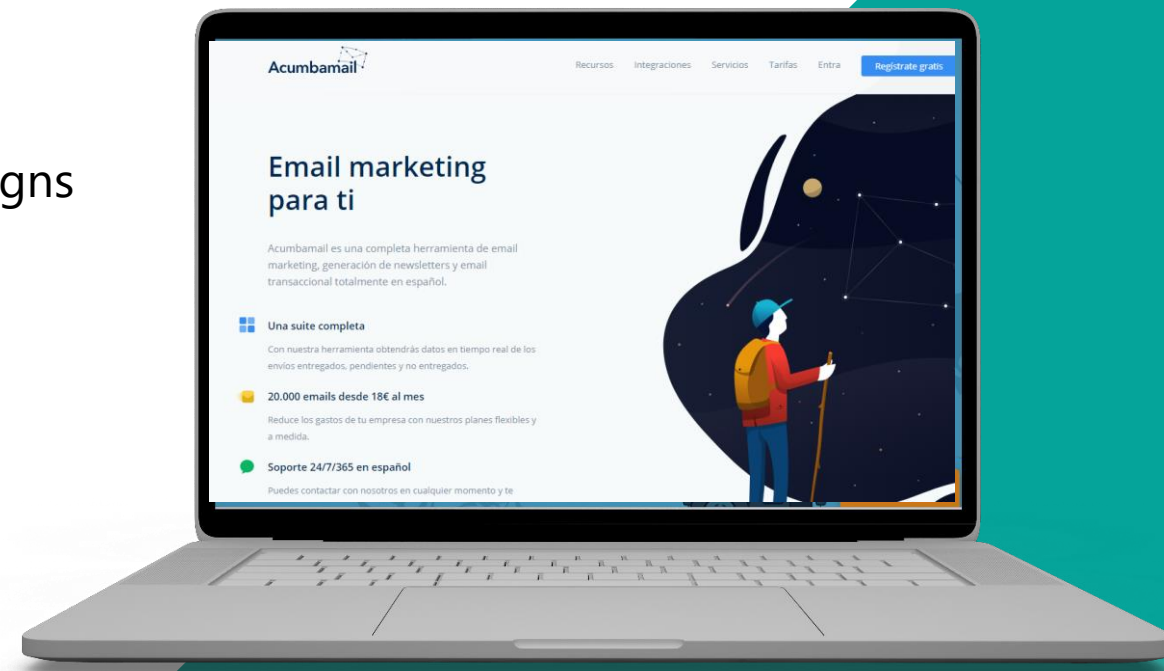 gns
Acumbamail
Recursos Integraciones Servicios Tarifas Entra Regístrate gratis
Email marketing
para ti
Acumbamail es una completa herramienta de email
marketing, generación de newsletters y email
transaccional totalmente en español.
Una suite completa
Con nuestra herramienta obtendrás datos en tiempo real de los
envíos entregados, pendientes y no entregados.
20.000 emails desde 18€ al mes
Reduce los gastos de tu empresa con nuestros planes flexibles y
a medida.
Soporte 24/7/365 en español
Puedes contactar con nosotros en cualquier momento y te